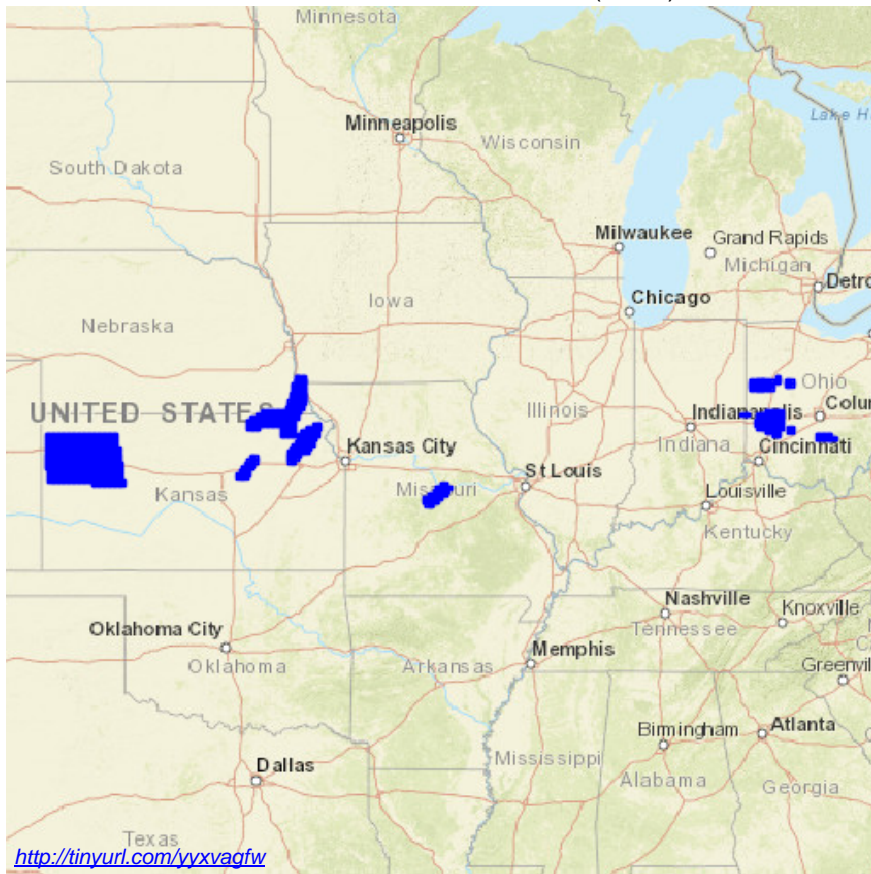 Minnesota
Lake H
Minneapolis
Wisconsin
South Dakota
Milwaukee
Grand Rapids
Michigan
Detro
Chicago
Iowa
Nebraska
UNITED STATES
Illinois
Indianapolis
Ohio
Colu
Indiana
Cincinnati
Kansas City
St Louis
Kansas
Missouri
Louisville
Kentucky
Nashville
Knoxville
Tennessee
Oklahoma City
Oklahoma
Arkansas
Memphis
Greenvil
Birmingham
Atlanta
Dallas
Mississippi
Alabama
Georgia
Texas
http://tinyurl.com/yyxvagfw